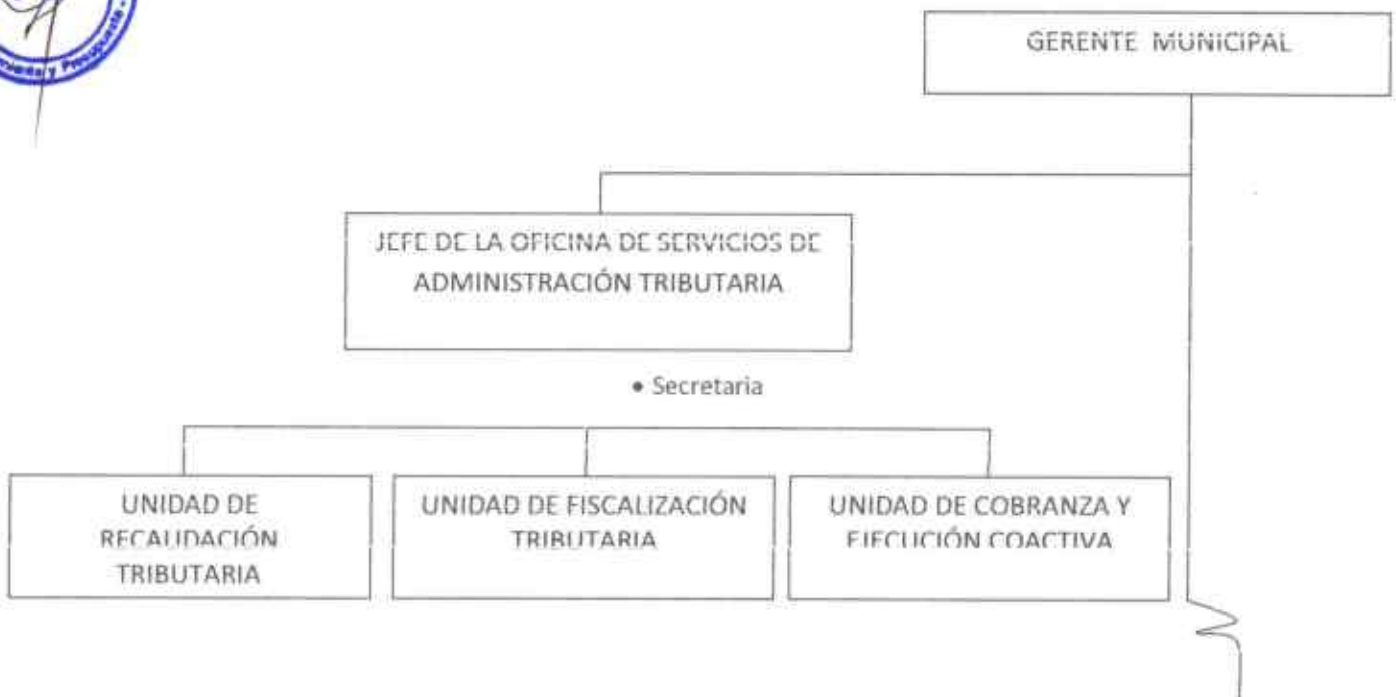 GERENTE MUNICIPAL
JEFE DE LA OFICINA DE SERVICIOS DE
ADMINISTRACIÓN TRIBUTARIA
• Secretaria
UNIDAD DE
RECAUDACIÓN
TRIBUTARIA
UNIDAD DE FISCALIZACIÓN
TRIBUTARIA
UNIDAD DE COBRANZA Y
EJECUCIÓN COACTIVA